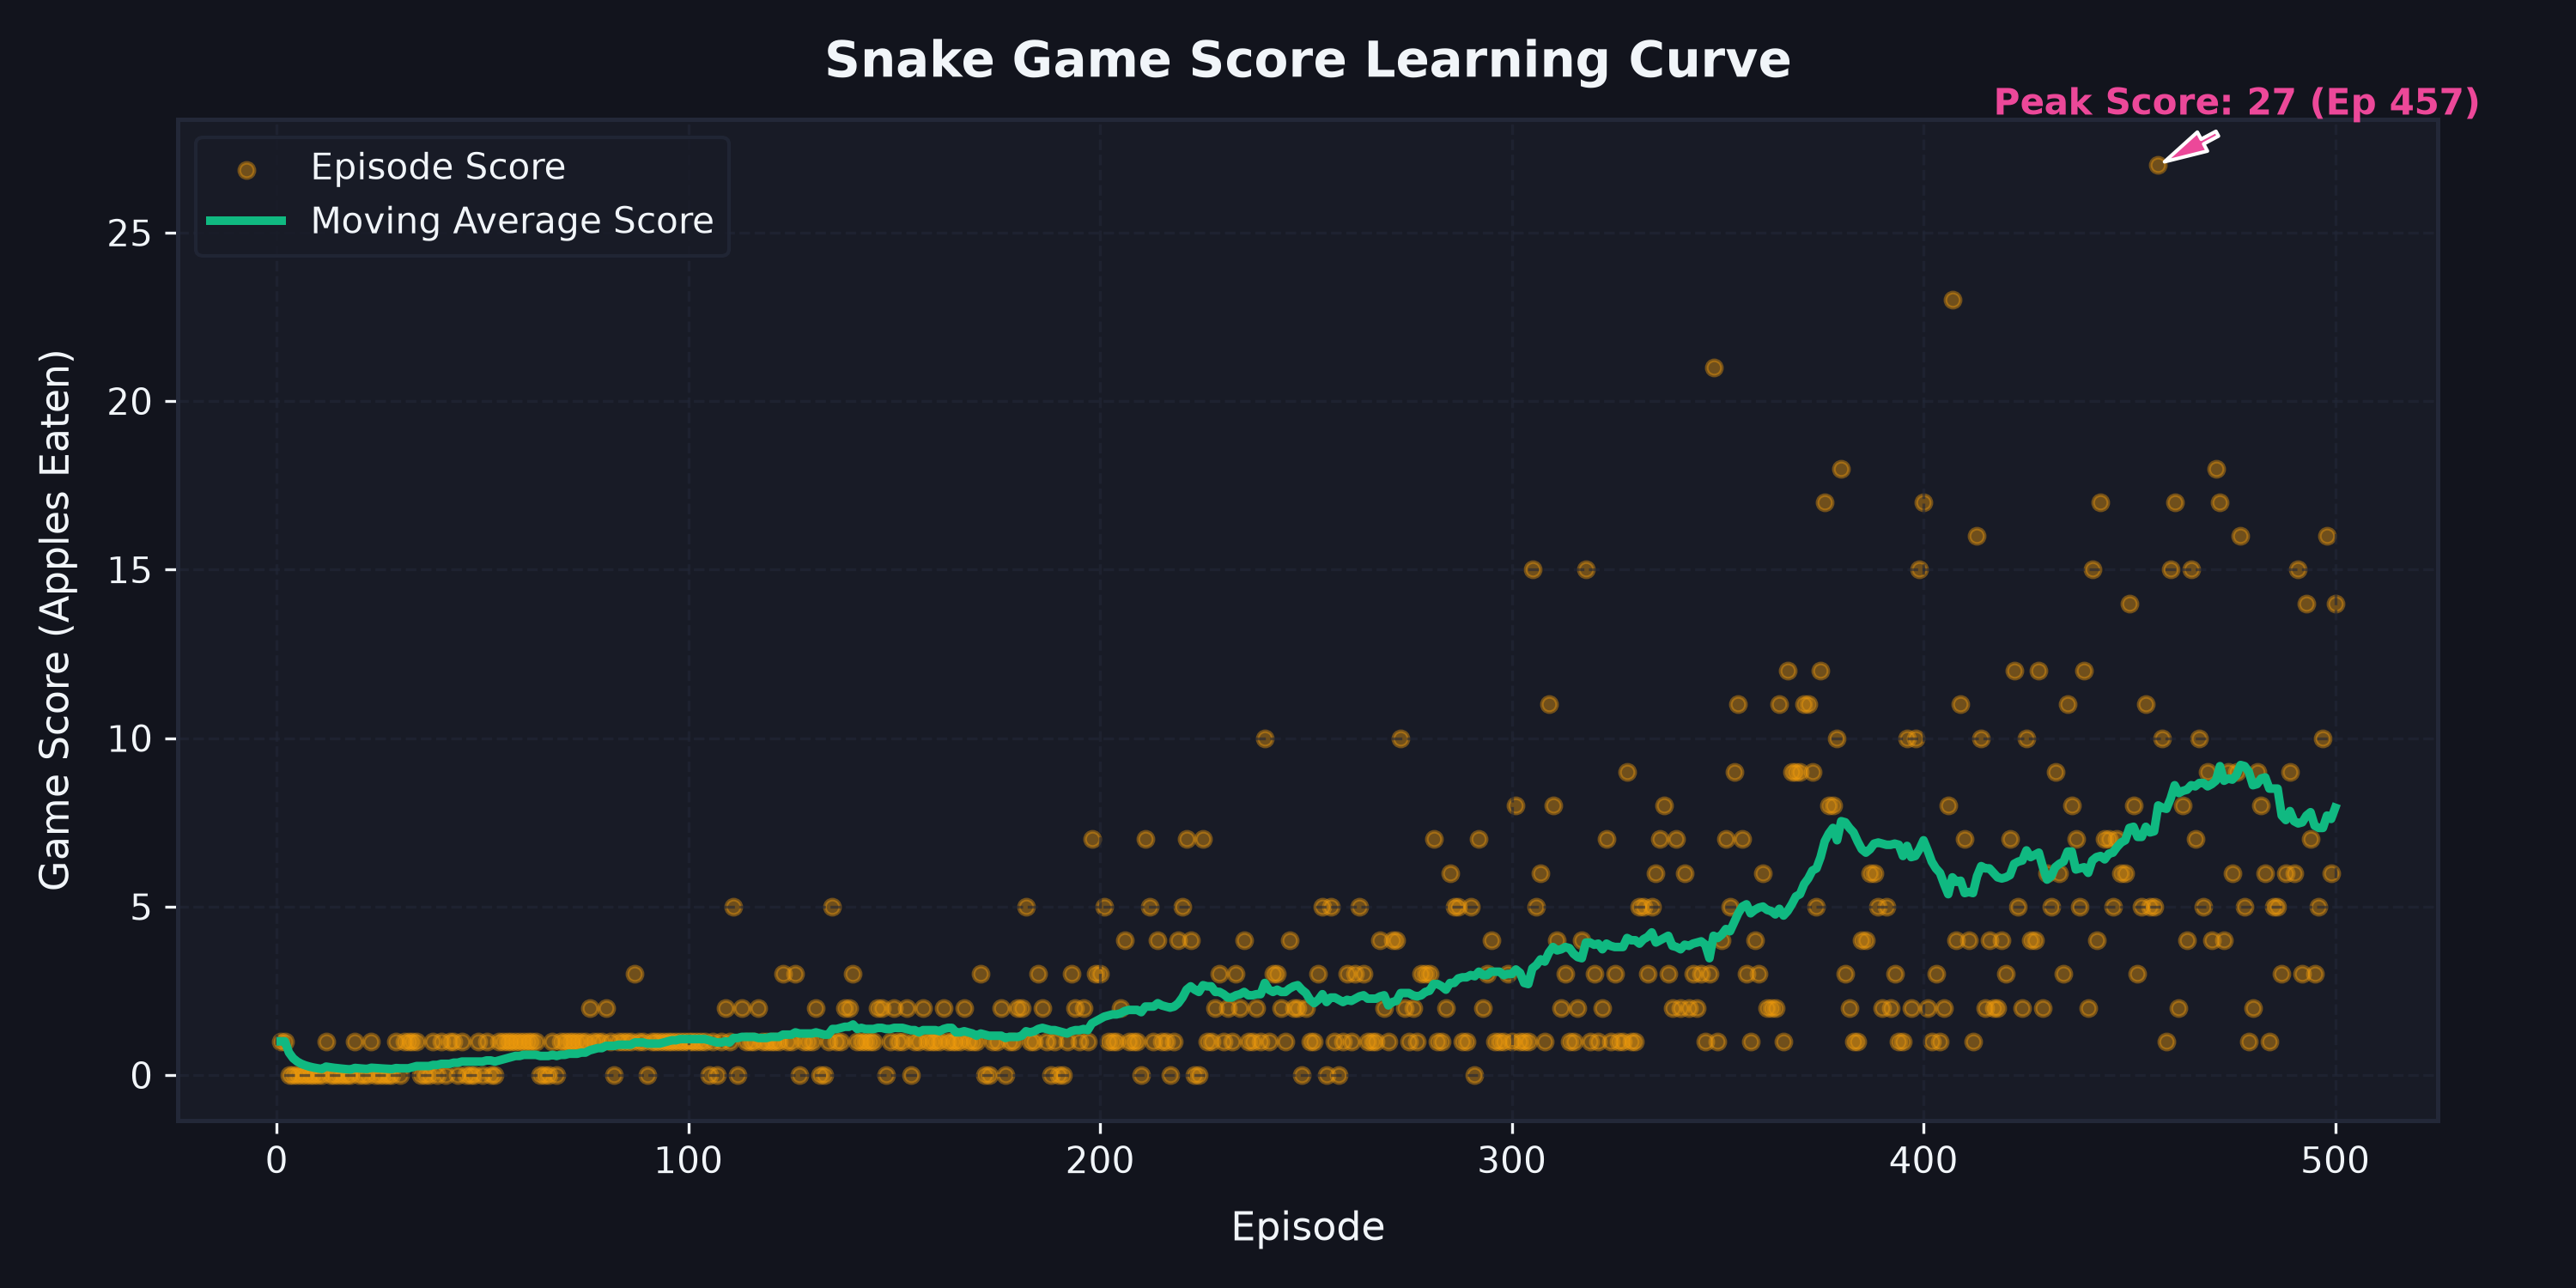 Snake Game Score Learning Curve
Peak Score: 27 (Ep 457)
Episode Score
Moving Average Score
Game Score (Apples Eaten)
25
20
15
10
5
0
0 100 200 300 400 500
Episode